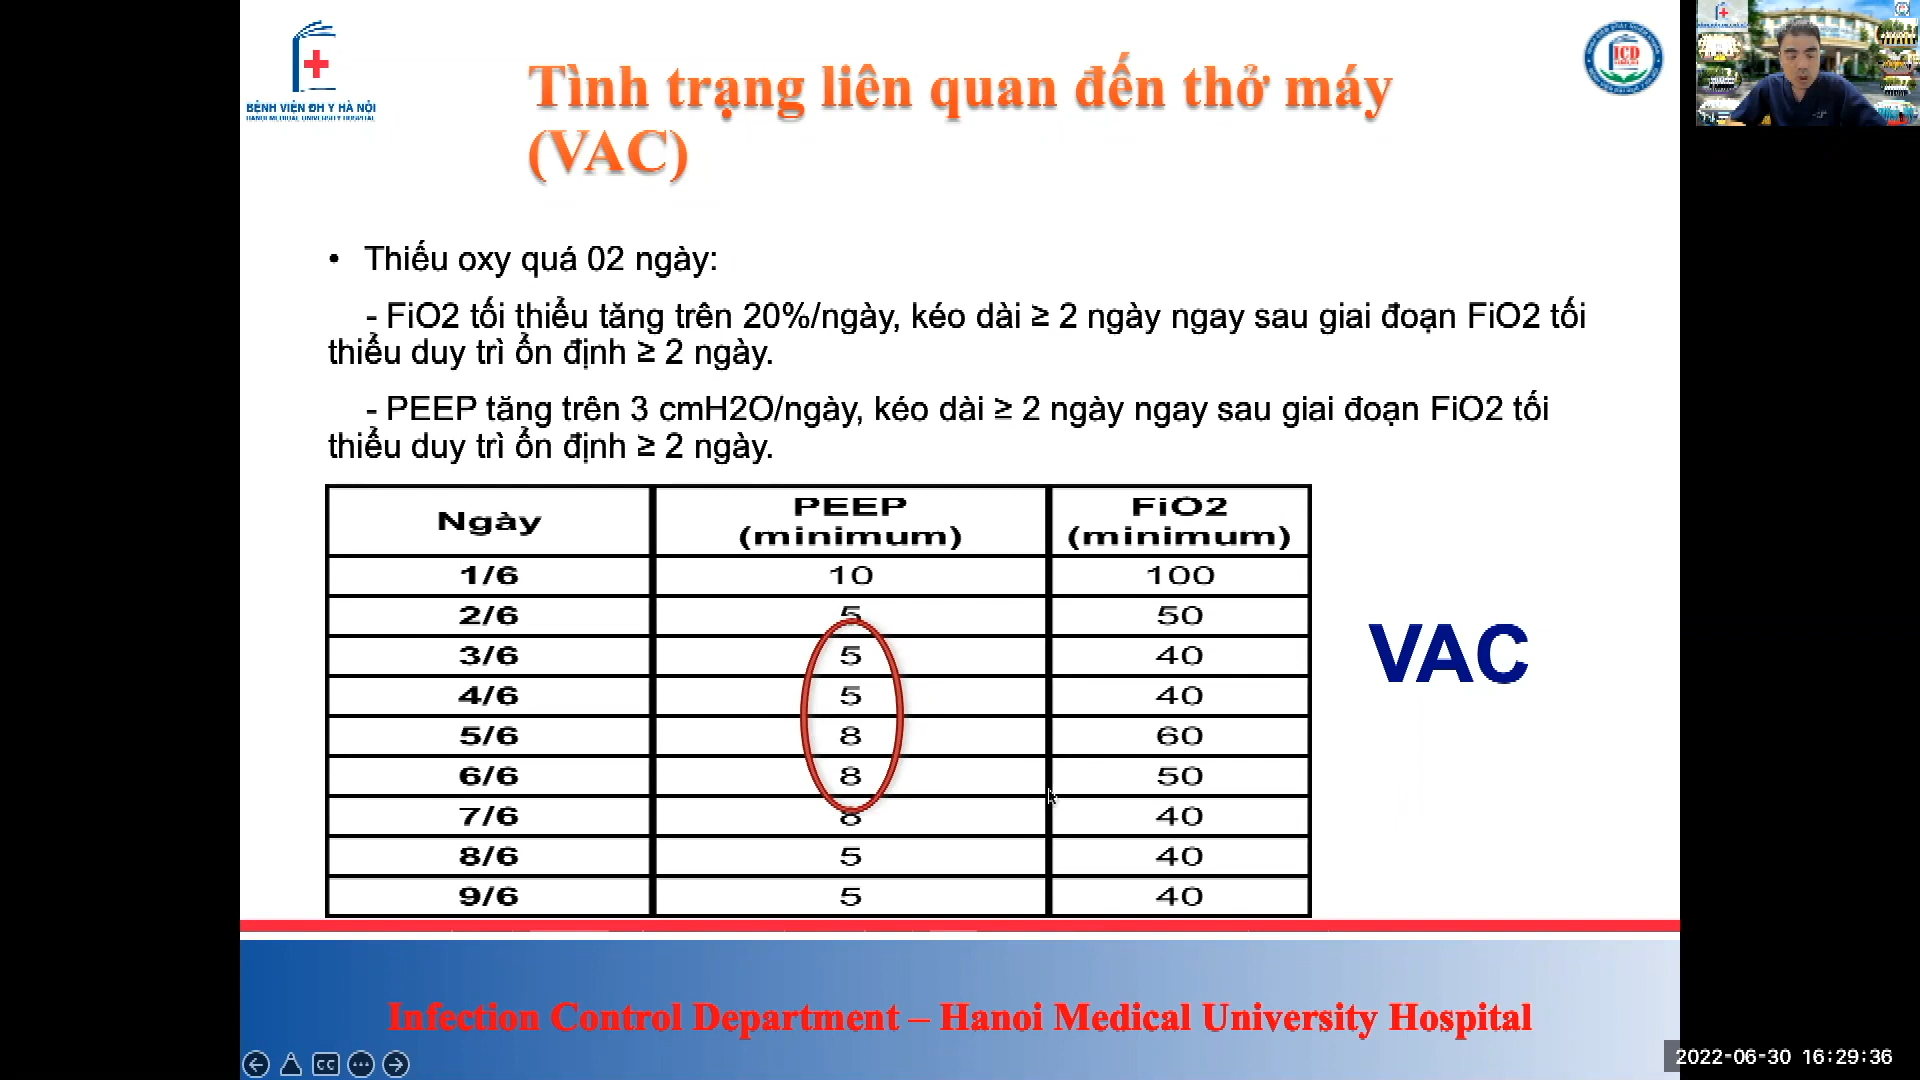 BỆNH VIỆN ĐH Y HÀ NỘI
HANOI MEDICAL UNIVERSITY HOSPITAL
ICD
Tình trạng liên quan đến thở máy
(VAC)
• Thiếu oxy quá 02 ngày:
- FiO2 tối thiểu tăng trên 20%/ngày, kéo dài ≥ 2 ngày ngay sau giai đoạn FiO2 tối
thiểu duy trì ổn định ≥ 2 ngày.
- PEEP tăng trên 3 cmH2O/ngày, kéo dài ≥ 2 ngày ngay sau giai đoạn FiO2 tối
thiểu duy trì ổn định ≥ 2 ngày.
Ngày PEEP (minimum) FiO2 (minimum)
1/6 10 100
2/6 5 50
3/6 5 40
4/6 5 40
5/6 8 60
6/6 8 50
7/6 8 40
8/6 5 40
9/6 5 40
VAC
Infection Control Department – Hanoi Medical University Hospital
CC
2022-06-30 16:29:36